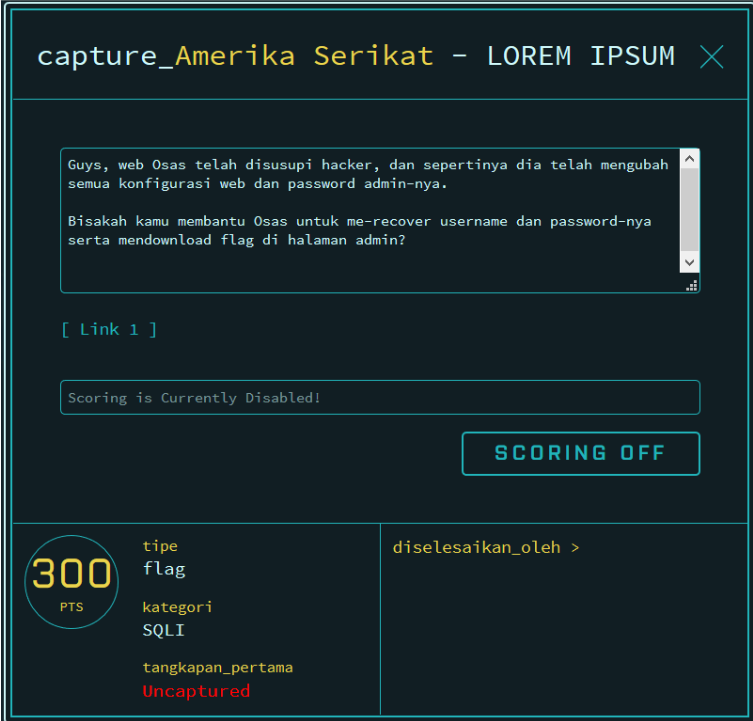 capture_Amerika Serikat - LOREM IPSUM
Guys, web Osas telah disusupi hacker, dan sepertinya dia telah mengubah
semua konfigurasi web dan password admin-nya.
Bisakah kamu membantu Osas untuk me-recover username dan password-nya
serta mendownload flag di halaman admin?
[ Link 1 ]
Scoring is Currently Disabled!
SCORING OFF
300
PTS
tipe
flag
kategori
SQLI
tangkapan_pertama
Uncaptured
diselesaikan_oleh >